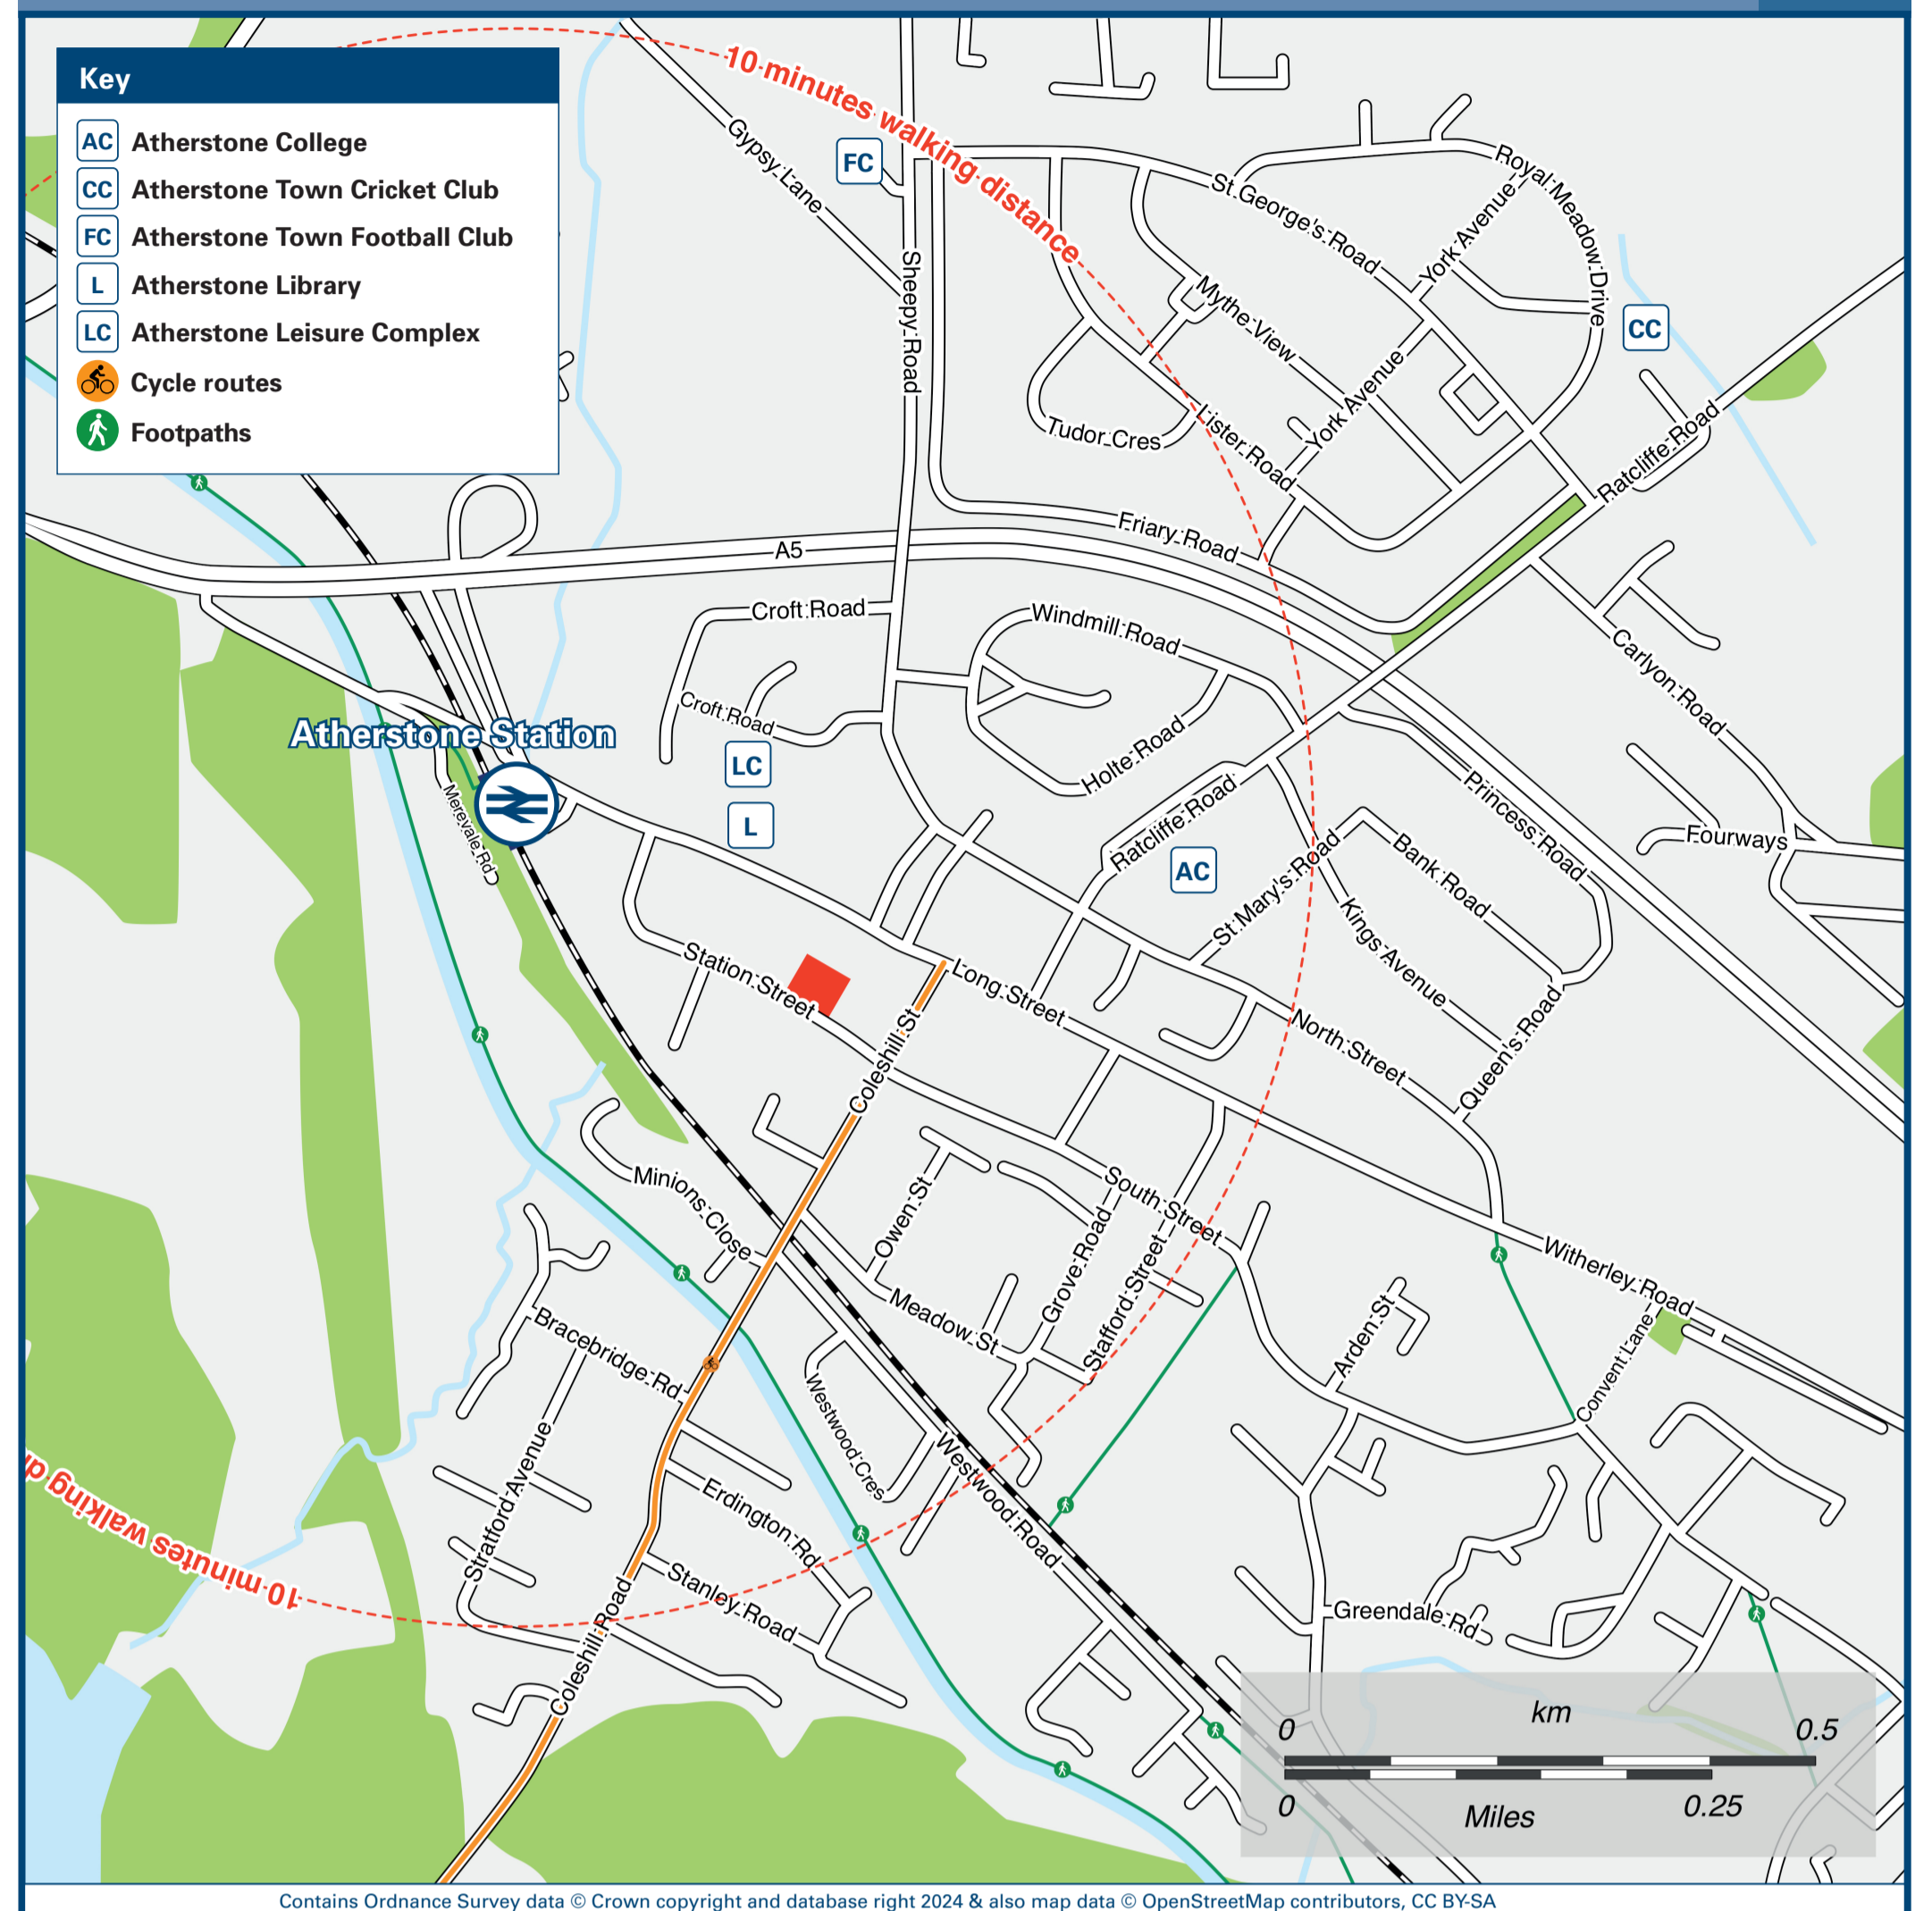 Key
AC Atherstone College
CC Atherstone Town Cricket Club
FC Atherstone Town Football Club
L Atherstone Library
LC Atherstone Leisure Complex
Cycle routes
Footpaths
10 minutes walking distance
FC
Gypsy Lane
Sheepy Road
St George's Road
Royal Meadow Drive
York Avenue
CC
Mythe View
York Avenue
Tudor Cres
Lister Road
Ratcliffe Road
Friary Road
A5
Croft Road
Windmill Road
Carlyon Road
Croft Road
Atherstone Station
LC
Holte Road
L
Merevale Rd
Ratcliffe Road
AC
Princess Road
Fourways
St Mary's Road
Bank Road
Kings Avenue
Station Street
Long Street
Coleshill St
North Street
Queen's Road
Minions Close
Owen St
South Street
Grove Road
Stafford Street
Meadow St
Witherley Road
Arden St
Convent Lane
Bracebridge Rd
Westwood Cres
Westwood Road
Stratford Avenue
Erdington Rd
Stanley Road
10 minutes walking di
Greendale Rd
Coleshill Road
km
0 0.5
0 0.25
Miles
Contains Ordnance Survey data © Crown copyright and database right 2024 & also map data © OpenStreetMap contributors, CC BY-SA